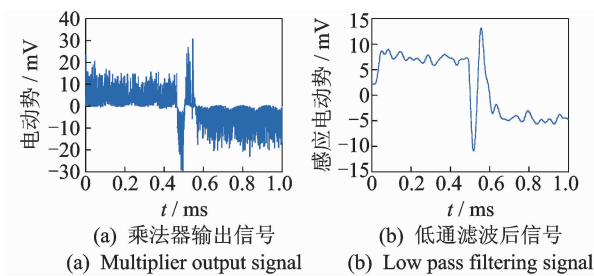 40
30
20
10
0
−10
−20
−30
电动势 / mV
0 0.2 0.4 0.6 0.8 1.0
t / ms
(a) 乘法器输出信号
(a) Multiplier output signal
15
10
5
0
−5
−10
−15
感应电动势 / mV
0 0.2 0.4 0.6 0.8 1.0
t / ms
(b) 低通滤波后信号
(b) Low pass filtering signal